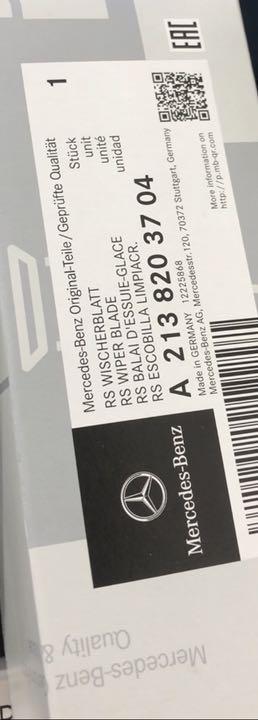 EAC
Mercedes-Benz Original-Teile/Geprüfte Qualität
1
Stück
unit
unité
unidad
RS WISCHERBLATT
RS WIPER BLADE
RS BALAI D'ESSUIE-GLACE
RS ESCOBILLA LIMPIACR.
A 213 820 37 04
Made in GERMANY 12225868
Mercedes-Benz AG, Mercedesstr. 120, 70372 Stuttgart, Germany
More information on
http://p.mb-qr.com
Mercedes-Benz
Mercedes-Benz
Quality &